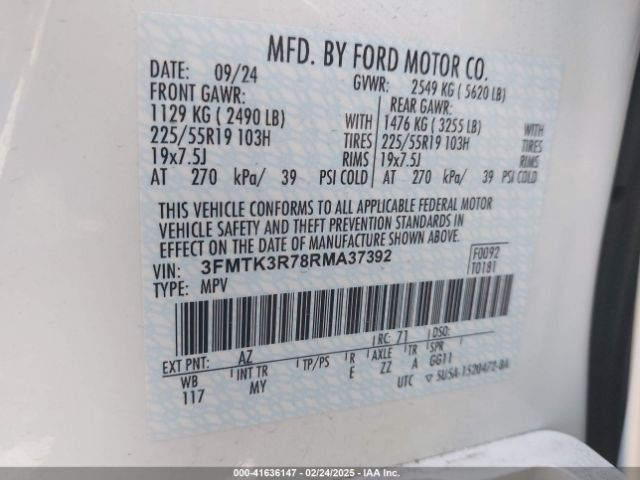 MFD. BY FORD MOTOR CO.
DATE: 09/24
GVWR: 2549 KG ( 5620 LB)
FRONT GAWR:
REAR GAWR:
1129 KG ( 2490 LB) WITH
1476 KG ( 3255 LB) WITH
225/55R19 103H TIRES
225/55R19 103H TIRES
19x7.5J RIMS
19x7.5J RIMS
AT 270 kPa/ 39 PSI COLD
AT 270 kPa/ 39 PSI COLD
THIS VEHICLE CONFORMS TO ALL APPLICABLE FEDERAL MOTOR
VEHICLE SAFETY AND THEFT PREVENTION STANDARDS IN
EFFECT ON THE DATE OF MANUFACTURE SHOWN ABOVE.
VIN: 3FMTK3R78RMA37392
F0092
T0181
TYPE: MPV
EXT PNT: AZ RC: 71 DSO:
WB INT TR TP/PS R AXLE TR SPR
117 MY E ZZ A GG11
UTC ▽ 5U5A-1520472-BA
000-41636147 - 02/24/2025 - IAA Inc.